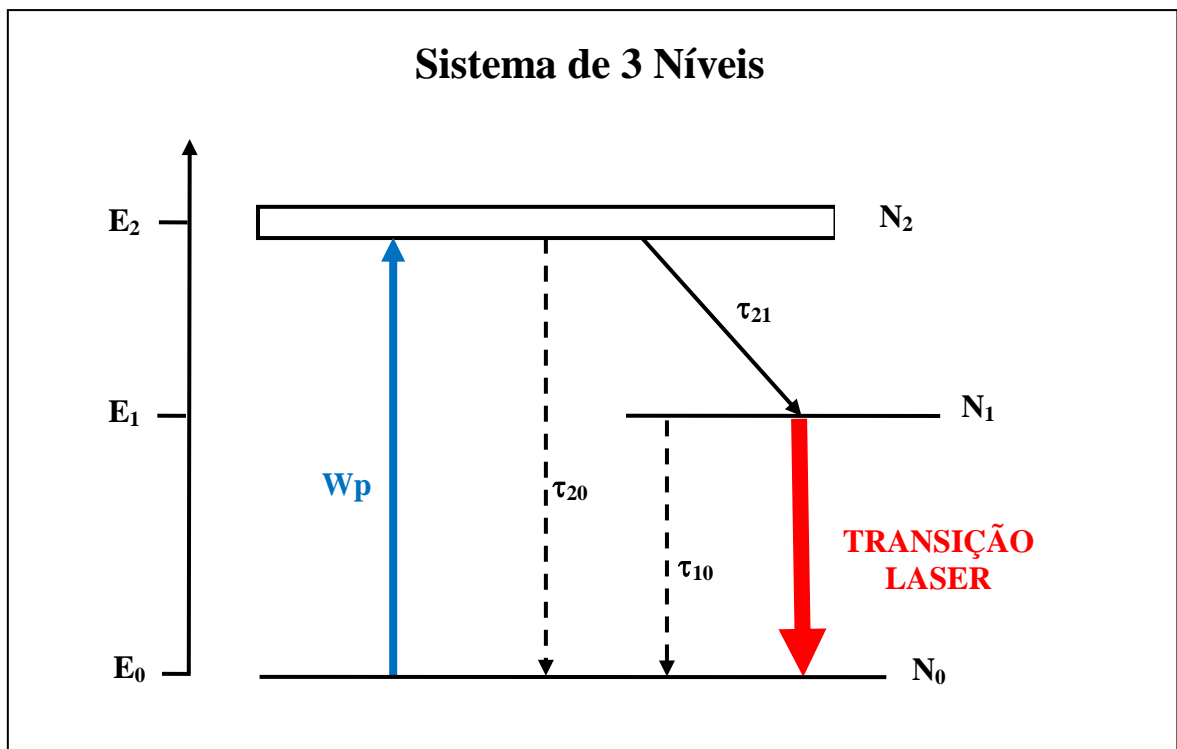 Sistema de 3 Níveis
E₂
N₂
τ₂₁
E₁
N₁
Wp
τ₂₀
τ₁₀
TRANSIÇÃO
LASER
E₀
N₀